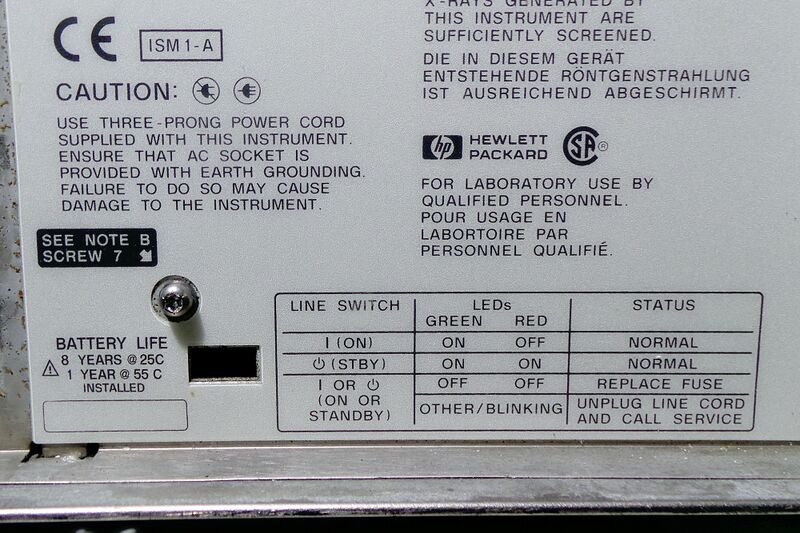 CE ISM 1-A
CAUTION:
USE THREE-PRONG POWER CORD
SUPPLIED WITH THIS INSTRUMENT.
ENSURE THAT AC SOCKET IS
PROVIDED WITH EARTH GROUNDING.
FAILURE TO DO SO MAY CAUSE
DAMAGE TO THE INSTRUMENT.
SEE NOTE B
SCREW 7
BATTERY LIFE
8 YEARS @ 25C
1 YEAR @ 55 C
INSTALLED
X-RAYS GENERATED BY
THIS INSTRUMENT ARE
SUFFICIENTLY SCREENED.
DIE IN DIESEM GERÄT
ENTSTEHENDE RÖNTGENSTRAHLUNG
IST AUSREICHEND ABGESCHIRMT.
hp HEWLETT
PACKARD
SA ®
FOR LABORATORY USE BY
QUALIFIED PERSONNEL.
POUR USAGE EN
LABORTOIRE PAR
PERSONNEL QUALIFIÉ.
LINE SWITCH LEDs STATUS
GREEN RED
I (ON) ON OFF NORMAL
⏻ (STBY) ON ON NORMAL
I OR ⏻ OFF OFF REPLACE FUSE
(ON OR
STANDBY) OTHER/BLINKING UNPLUG LINE CORD
AND CALL SERVICE